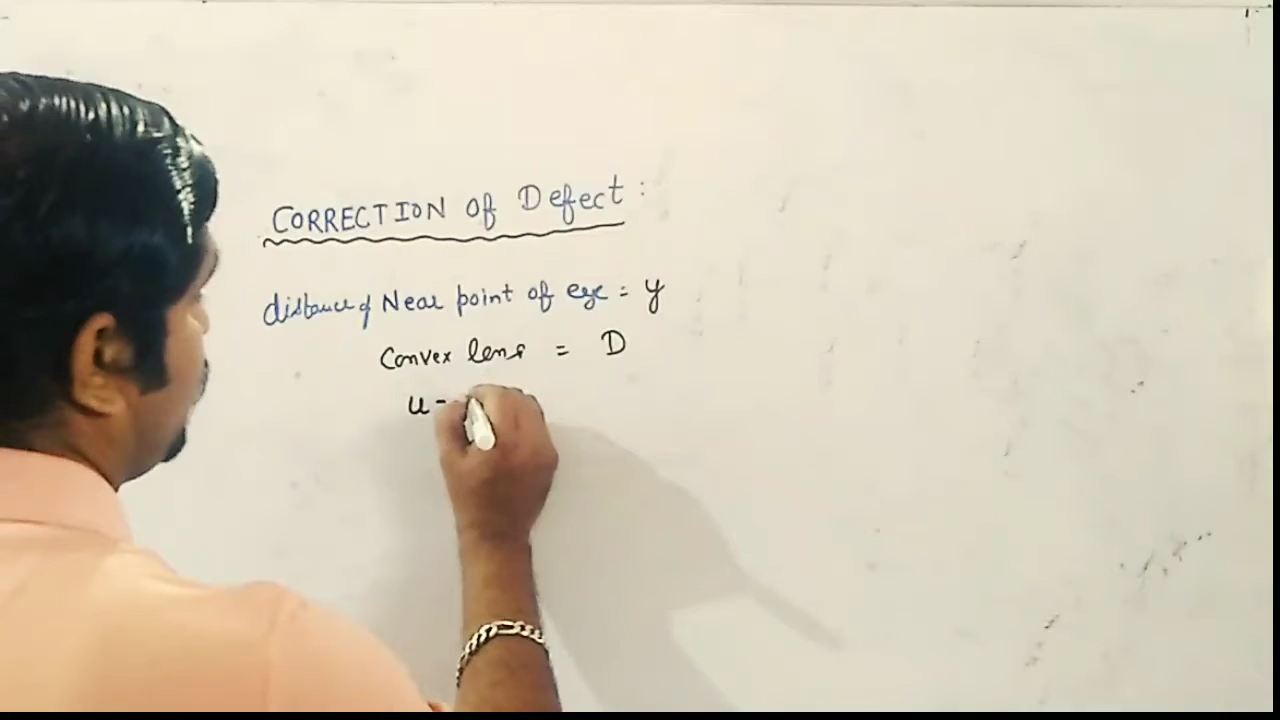 CORRECTION of Defect :
distance of Near point of eye = y
Convex lens = D
u =